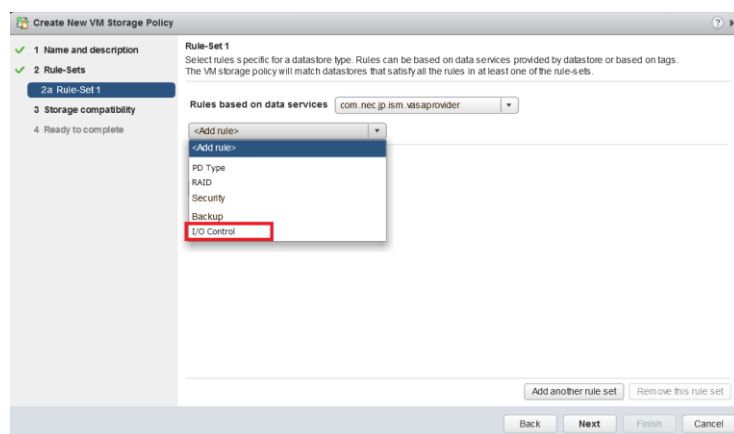 Create New VM Storage Policy
1 Name and description
2 Rule-Sets
2a Rule-Set 1
3 Storage compatibility
4 Ready to complete
Rule-Set 1
Select rules specific for a datastore type. Rules can be based on data services provided by datastore or based on tags.
The VM storage policy will match datastores that satisfy all the rules in at least one of the rule-sets.
Rules based on data services com.nec.jp.ism.vasaprovider
<Add rule>
<Add rule>
PD Type
RAID
Security
Backup
I/O Control
Add another rule set Remove this rule set
Back Next Finish Cancel